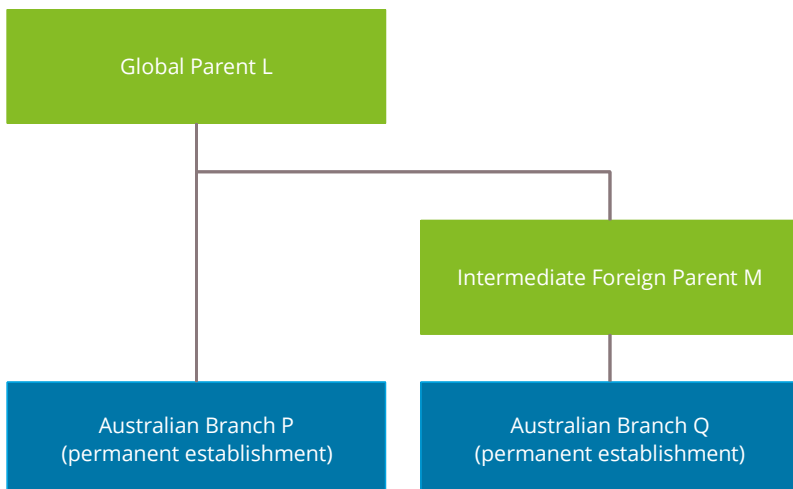 Global Parent L
Intermediate Foreign Parent M
Australian Branch P
(permanent establishment)
Australian Branch Q
(permanent establishment)